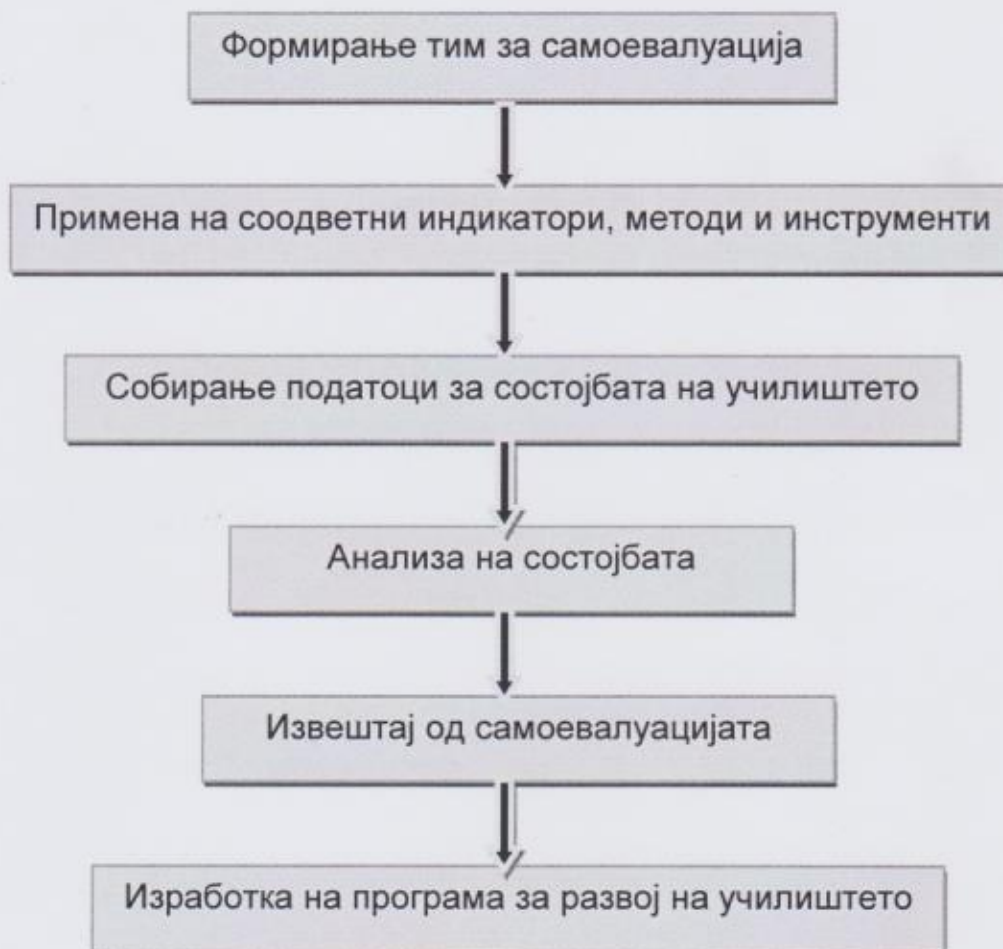 Формирање тим за самоевалуација
Примена на соодветни индикатори, методи и инструменти
Собирање податоци за состојбата на училиштето
Анализа на состојбата
Извештај од самоевалуацијата
Изработка на програма за развој на училиштето